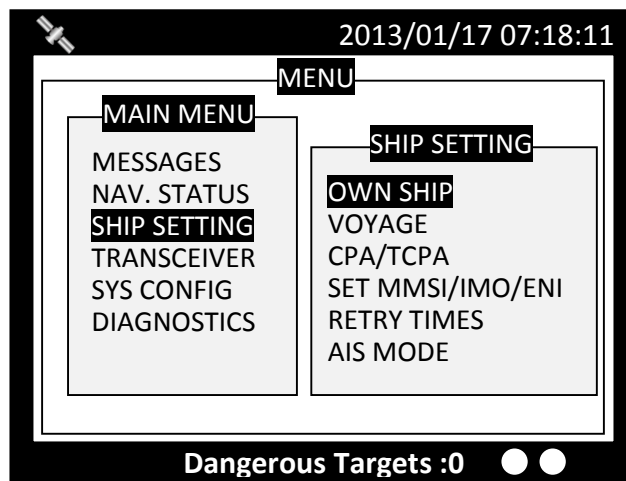 2013/01/17 07:18:11
MENU
MAIN MENU
MESSAGES
NAV. STATUS
SHIP SETTING
TRANSCEIVER
SYS CONFIG
DIAGNOSTICS
SHIP SETTING
OWN SHIP
VOYAGE
CPA/TCPA
SET MMSI/IMO/ENI
RETRY TIMES
AIS MODE
Dangerous Targets :0